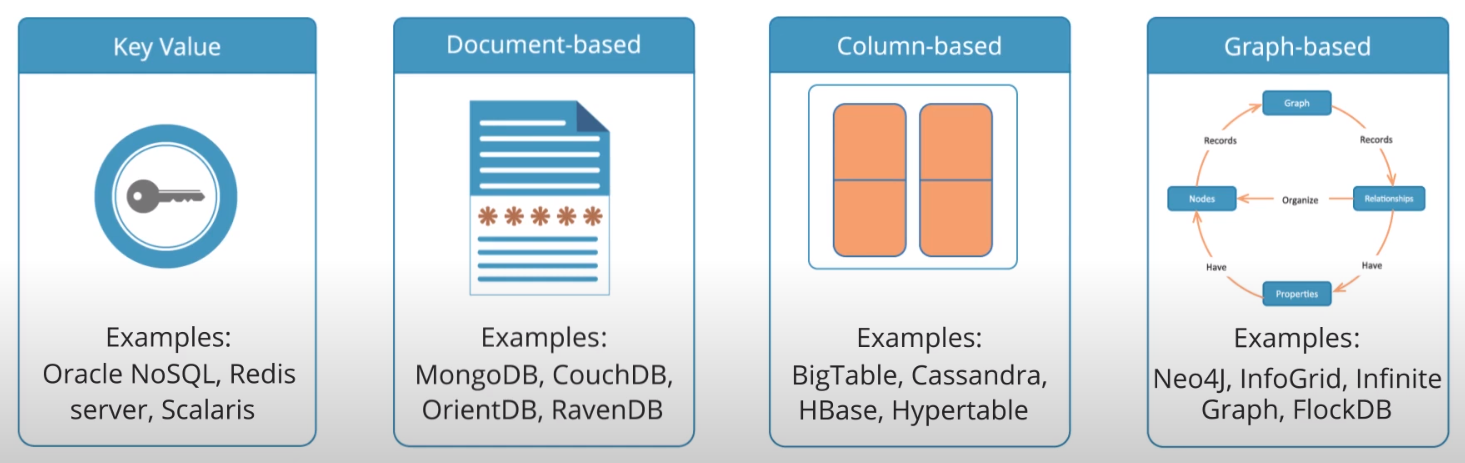 Key Value
Examples:
Oracle NoSQL, Redis
server, Scalaris
Document-based
Examples:
MongoDB, CouchDB,
OrientDB, RavenDB
Column-based
Examples:
BigTable, Cassandra,
HBase, Hypertable
Graph-based
Graph
Records
Records
Nodes
Organize
Relationships
Have
Have
Properties
Examples:
Neo4J, InfoGrid, Infinite
Graph, FlockDB